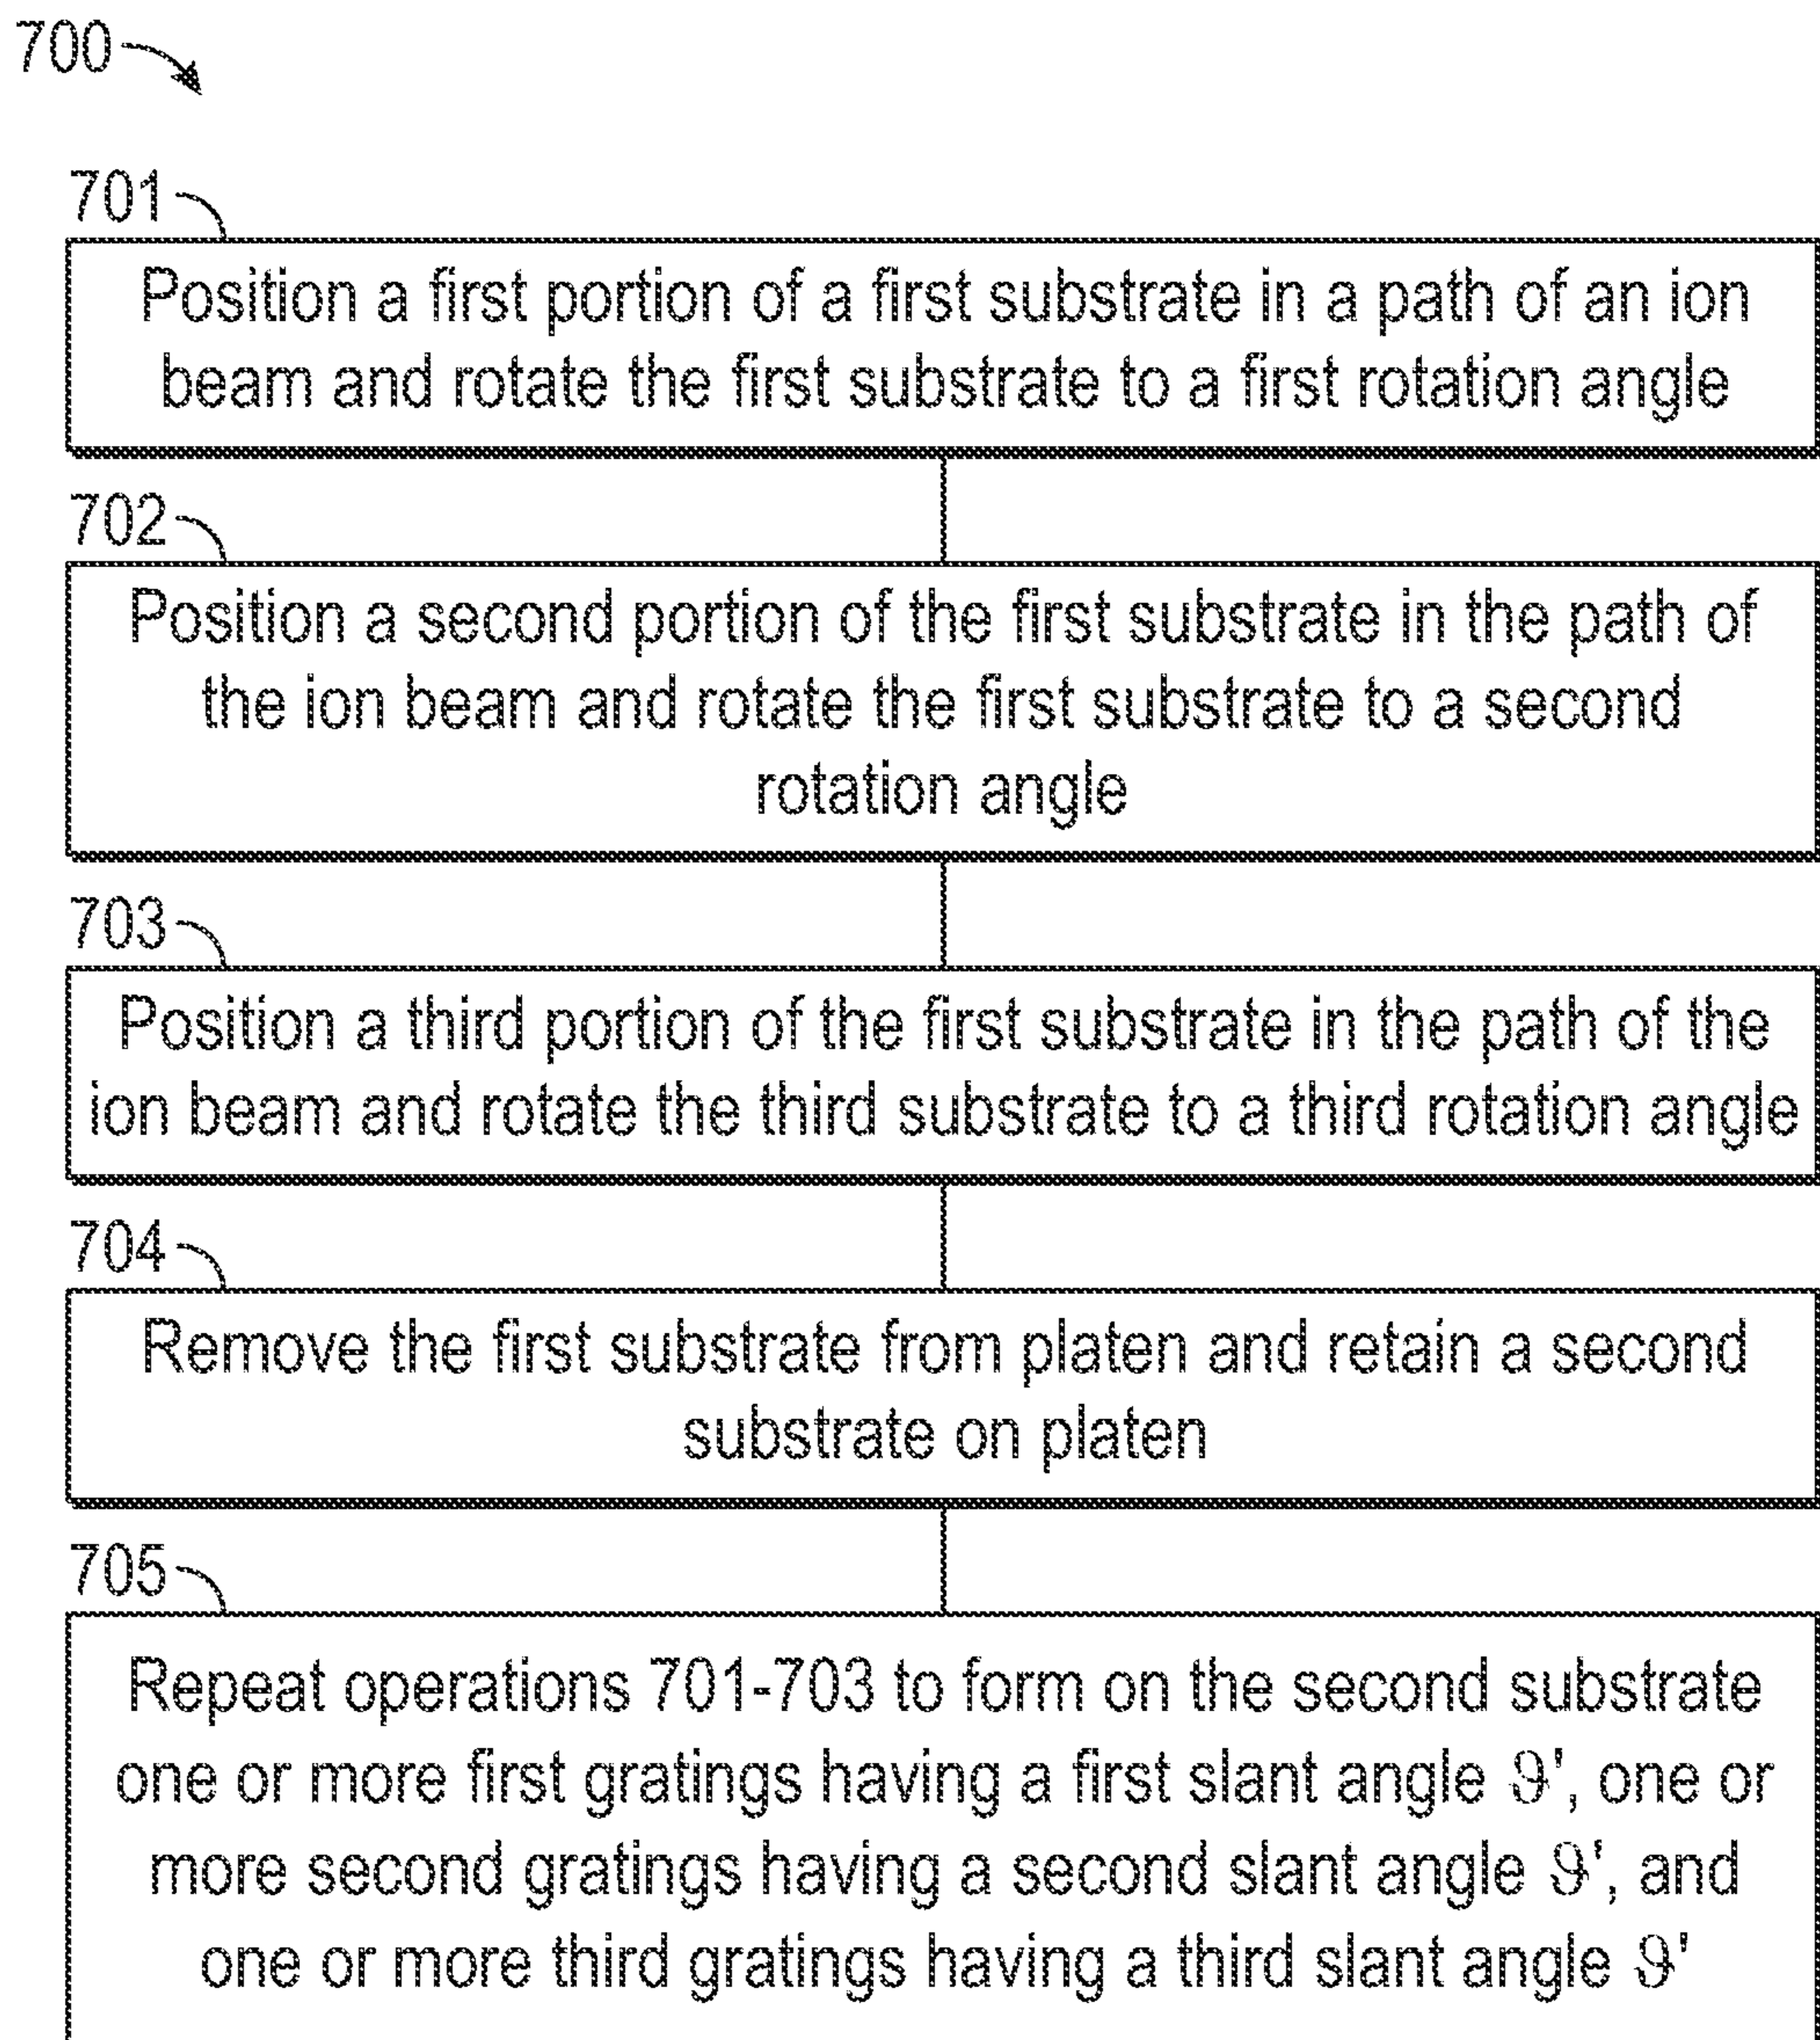 700
701
Position a first portion of a first substrate in a path of an ion
beam and rotate the first substrate to a first rotation angle
702
Position a second portion of the first substrate in the path of
the ion beam and rotate the first substrate to a second
rotation angle
703
Position a third portion of the first substrate in the path of the
ion beam and rotate the third substrate to a third rotation angle
704
Remove the first substrate from platen and retain a second
substrate on platen
705
Repeat operations 701-703 to form on the second substrate
one or more first gratings having a first slant angle ϑ', one or
more second gratings having a second slant angle ϑ', and
one or more third gratings having a third slant angle ϑ'